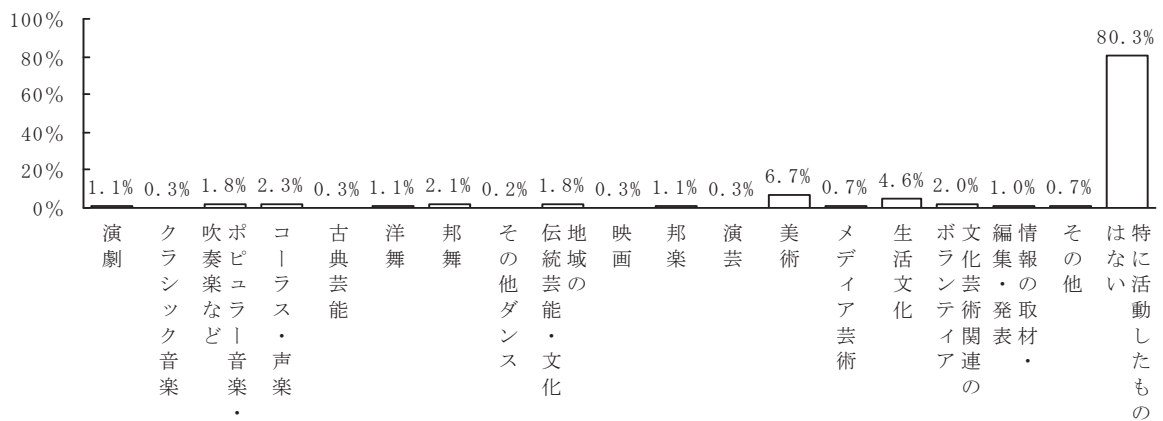 100%
80%
60%
40%
20%
0%
1.1%
0.3%
1.8%
2.3%
0.3%
1.1%
2.1%
0.2%
1.8%
0.3%
1.1%
0.3%
6.7%
0.7%
4.6%
2.0%
1.0%
0.7%
80.3%
演劇
クラシック音楽
ポピュラー音楽・
吹奏楽など
コーラス・声楽
古典芸能
洋舞
邦舞
その他ダンス
地域の
伝統芸能・文化
映画
邦楽
演芸
美術
メディア芸術
生活文化
文化芸術関連の
ボランティア
情報の取材・
編集・発表
その他
特に活動したもの
はない